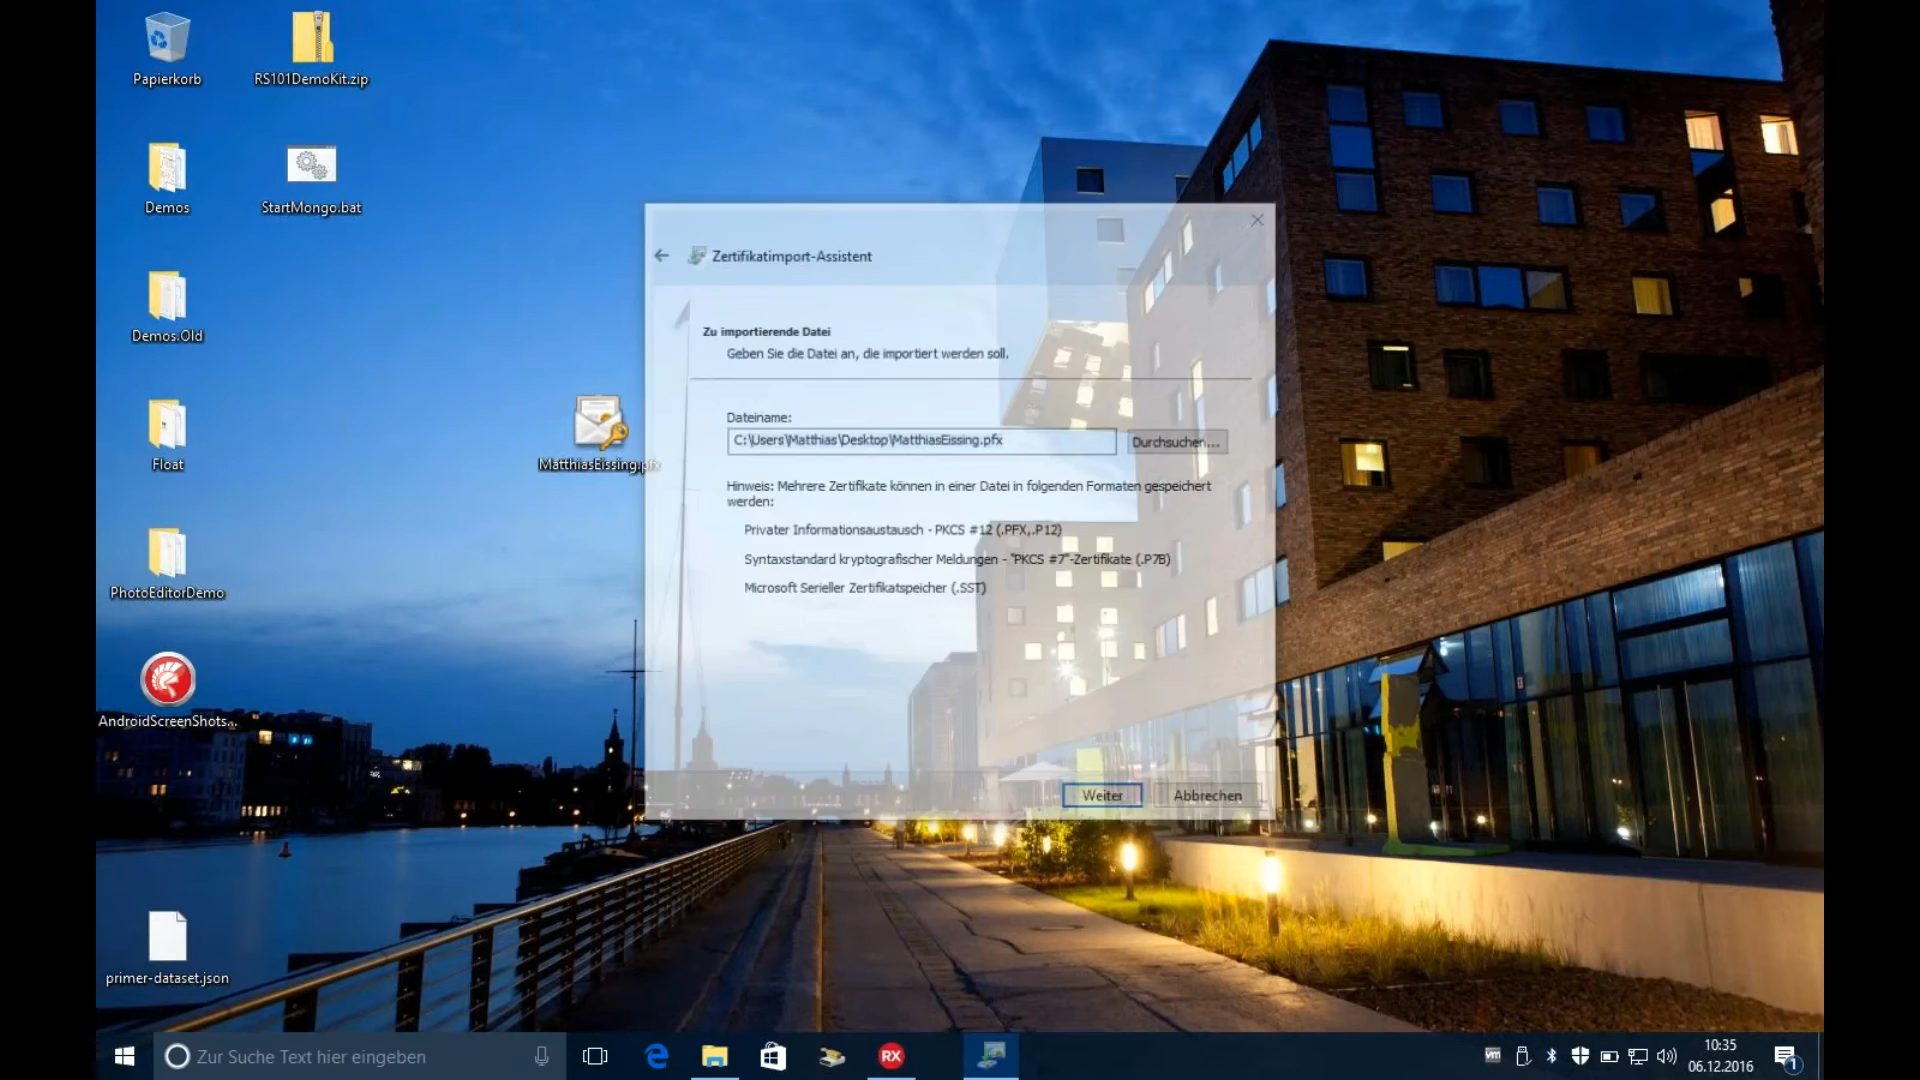 Papierkorb
RS101DemoKit.zip
Demos
StartMongo.bat
Demos.Old
Float
PhotoEditorDemo
AndroidScreenShots...
primer-dataset.json
MatthiasEissing.pfx
Zertifikatimport-Assistent
Zu importierende Datei
Geben Sie die Datei an, die importiert werden soll.
Dateiname:
C:\Users\Matthias\Desktop\MatthiasEissing.pfx
Durchsuchen...
Hinweis: Mehrere Zertifikate können in einer Datei in folgenden Formaten gespeichert
werden:
Privater Informationsaustausch - PKCS #12 (.PFX,.P12)
Syntaxstandard kryptografischer Meldungen - "PKCS #7"-Zertifikate (.P7B)
Microsoft Serieller Zertifikatspeicher (.SST)
Weiter
Abbrechen
Zur Suche Text hier eingeben
RX
vm
10:35
06.12.2016
1